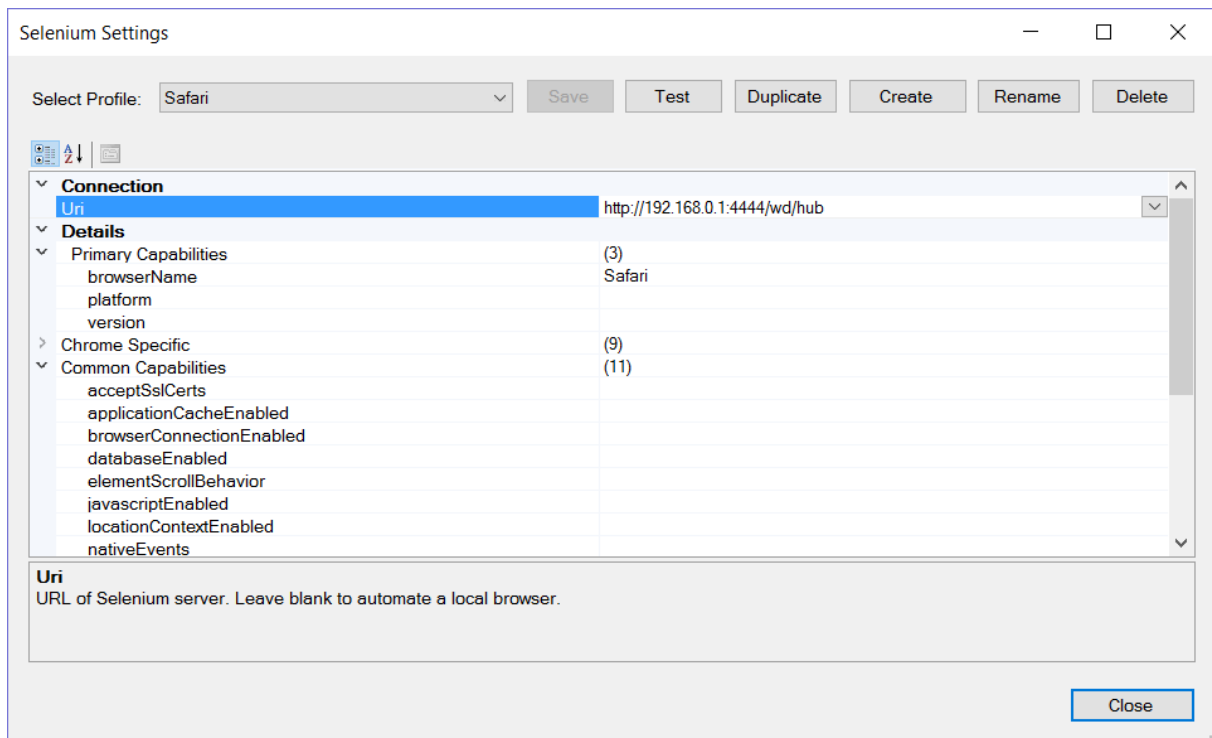 Selenium Settings
Select Profile: Safari Save Test Duplicate Create Rename Delete
Connection
Uri http://192.168.0.1:4444/wd/hub
Details
Primary Capabilities (3)
browserName Safari
platform
version
Chrome Specific (9)
Common Capabilities (11)
acceptSslCerts
applicationCacheEnabled
browserConnectionEnabled
databaseEnabled
elementScrollBehavior
javascriptEnabled
locationContextEnabled
nativeEvents
Uri
URL of Selenium server. Leave blank to automate a local browser.
Close